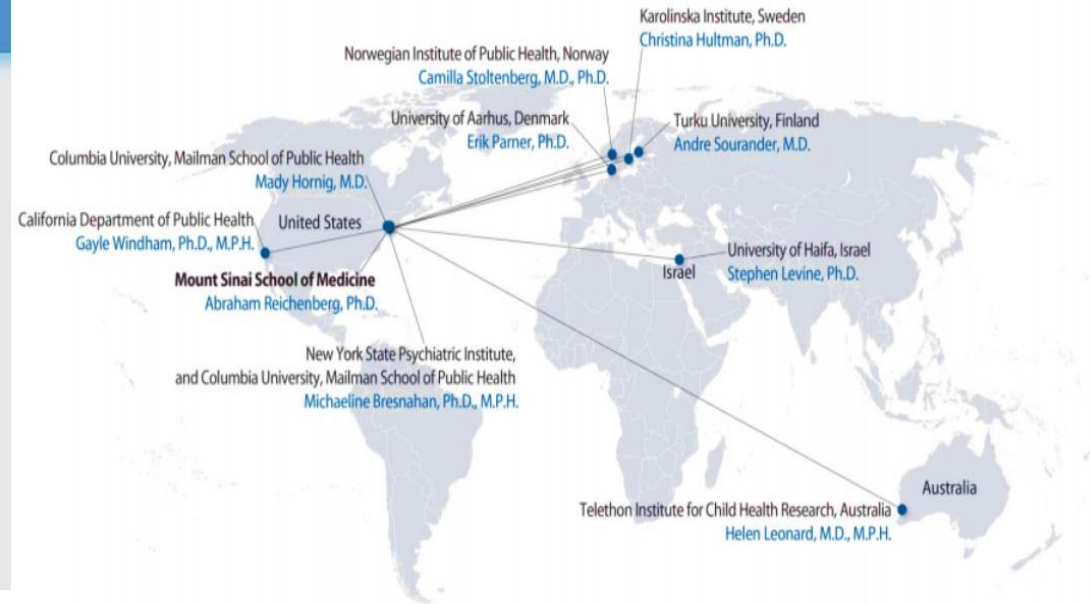 Karolinska Institute, Sweden
Christina Hultman, Ph.D.
Norwegian Institute of Public Health, Norway
Camilla Stoltenberg, M.D., Ph.D.
University of Aarhus, Denmark
Erik Parner, Ph.D.
Turku University, Finland
Andre Sourander, M.D.
Columbia University, Mailman School of Public Health
Mady Hornig, M.D.
California Department of Public Health
Gayle Windham, Ph.D., M.P.H.
United States
Mount Sinai School of Medicine
Abraham Reichenberg, Ph.D.
University of Haifa, Israel
Stephen Levine, Ph.D.
Israel
New York State Psychiatric Institute,
and Columbia University, Mailman School of Public Health
Michaeline Bresnahan, Ph.D., M.P.H.
Australia
Telethon Institute for Child Health Research, Australia
Helen Leonard, M.D., M.P.H.